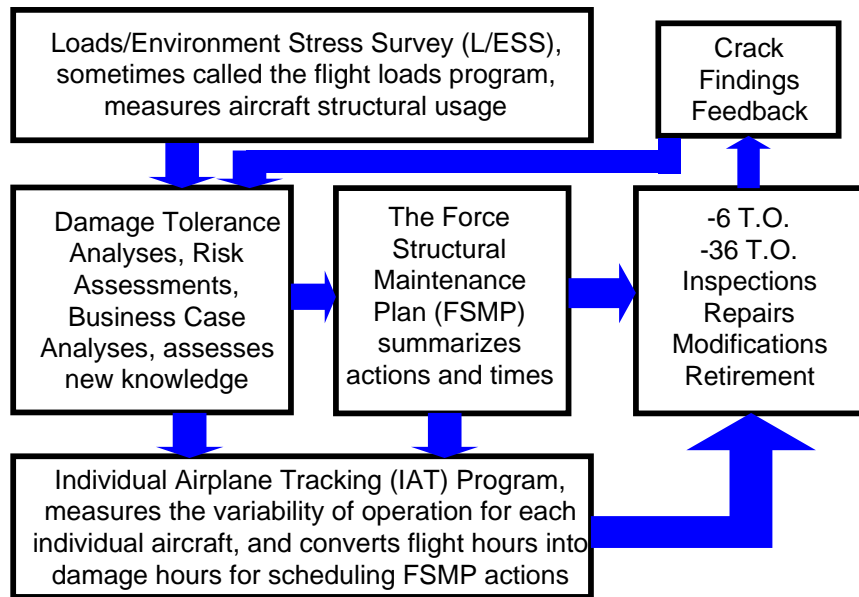 Loads/Environment Stress Survey (L/ESS),
sometimes called the flight loads program,
measures aircraft structural usage
Crack
Findings
Feedback
Damage Tolerance
Analyses, Risk
Assessments,
Business Case
Analyses, assesses
new knowledge
The Force
Structural
Maintenance
Plan (FSMP)
summarizes
actions and times
-6 T.O.
-36 T.O.
Inspections
Repairs
Modifications
Retirement
Individual Airplane Tracking (IAT) Program,
measures the variability of operation for each
individual aircraft, and converts flight hours into
damage hours for scheduling FSMP actions